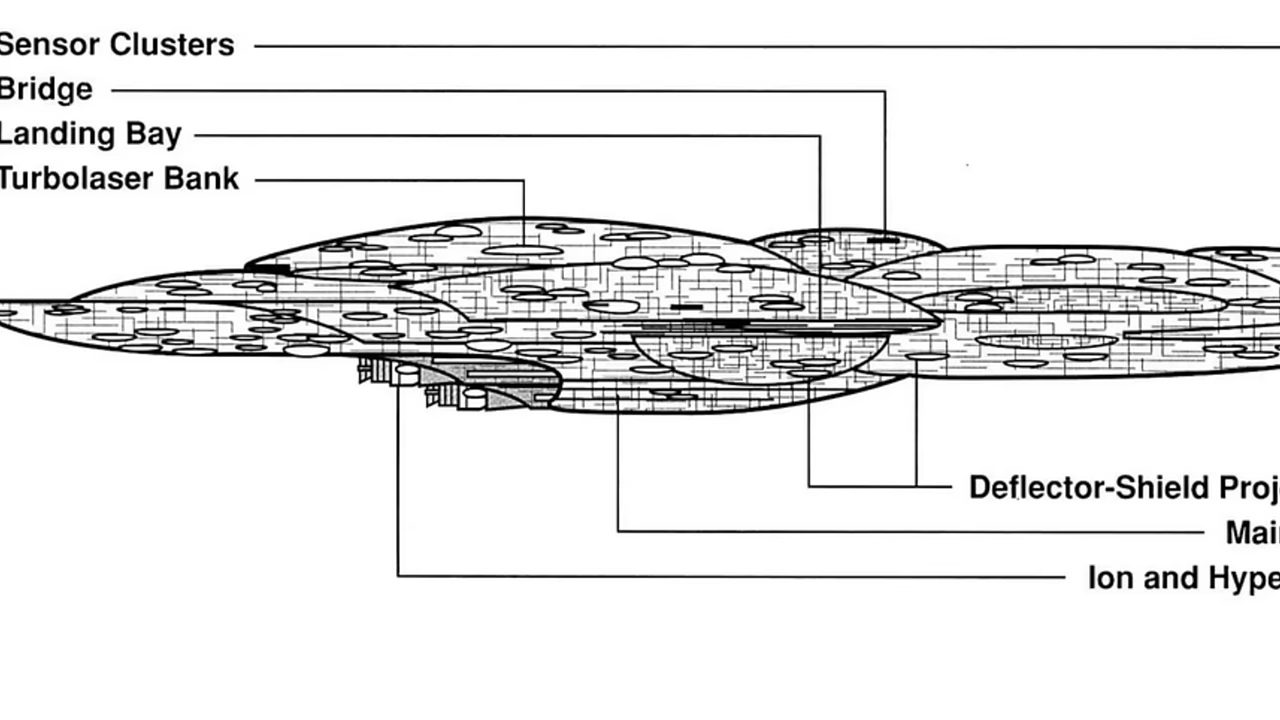 Sensor Clusters
Bridge
Landing Bay
Turbolaser Bank
Deflector-Shield Proj
Mai
Ion and Hype